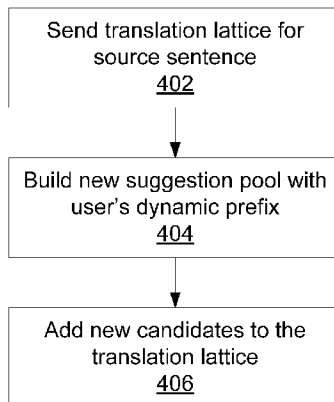 Send translation lattice for
source sentence
402
Build new suggestion pool with
user's dynamic prefix
404
Add new candidates to the
translation lattice
406